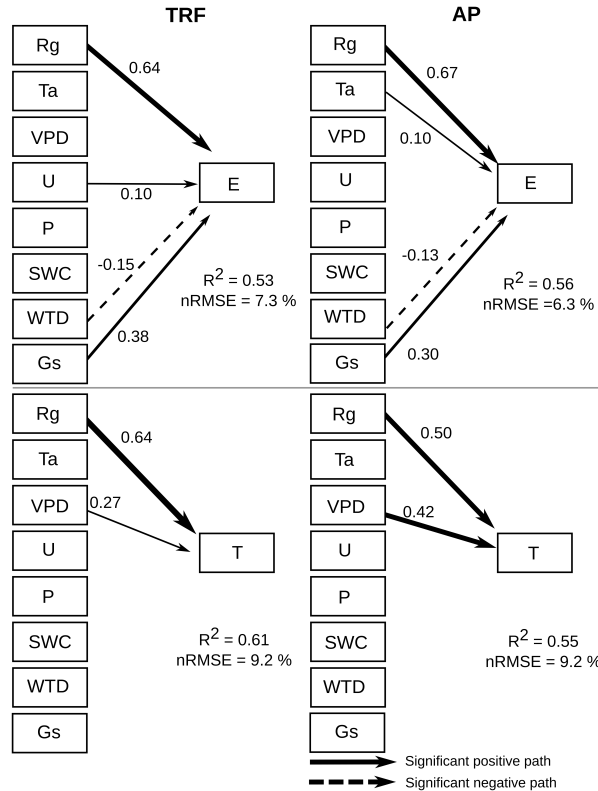 TRF
AP
Rg
Ta
VPD
U
P
SWC
WTD
Gs
0.64
0.10
-0.15
0.38
E
R2 = 0.53
nRMSE = 7.3 %
Rg
Ta
VPD
U
P
SWC
WTD
Gs
0.67
0.10
-0.13
0.30
E
R2 = 0.56
nRMSE =6.3 %
Rg
Ta
VPD
U
P
SWC
WTD
Gs
0.64
0.27
T
R2 = 0.61
nRMSE = 9.2 %
Rg
Ta
VPD
U
P
SWC
WTD
Gs
0.50
0.42
T
R2 = 0.55
nRMSE = 9.2 %
Significant positive path
Significant negative path